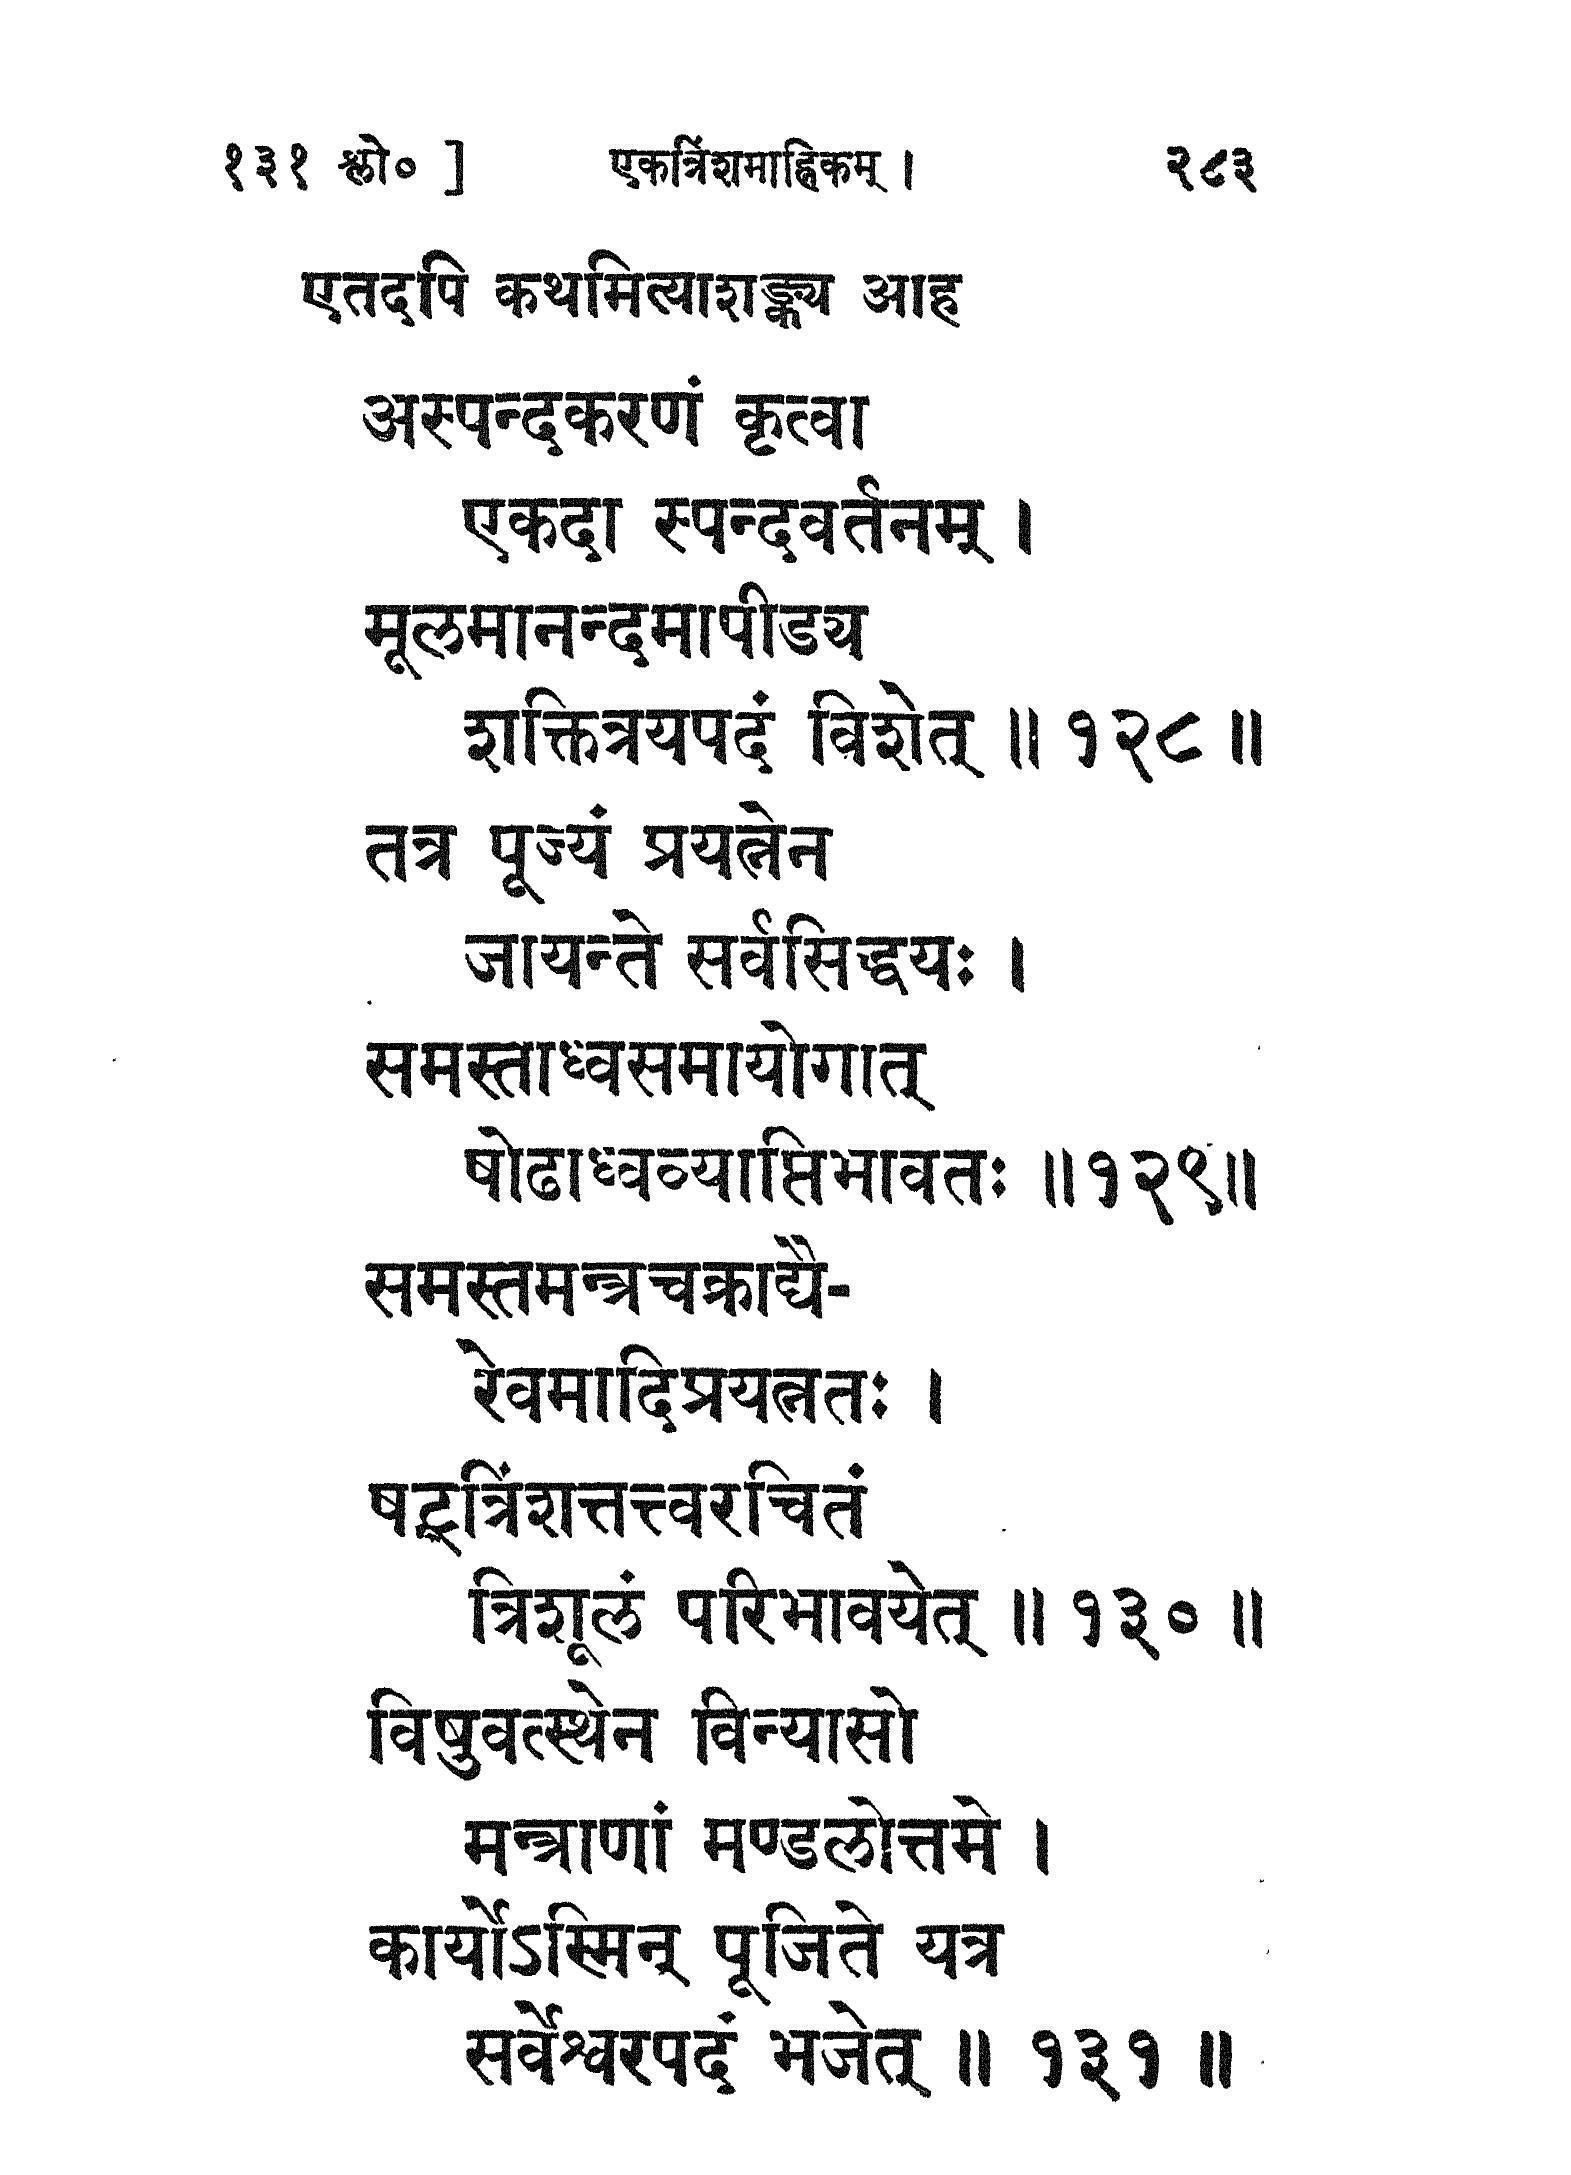 १३१ श्लो० ] एकत्रिंशमाह्निकम् । २८३
एतदपि कथमित्याशङ्क्य आह
अस्पन्दकरणं कृत्वा
एकदा स्पन्दवर्तनम् ।
मूलमानन्दमापीड्य
शक्तित्रयपदं विशेत् ॥ १२८ ॥
तत्र पूज्यं प्रयत्नेन
जायन्ते सर्वसिद्धयः ।
समस्ताध्वसमायोगात्
षोढाध्वव्याप्तिभावतः ॥ १२९ ॥
समस्तमन्त्रचक्राद्यै-
रेवमादिप्रयत्नतः ।
षट्त्रिंशत्तत्त्वरचितं
त्रिशूलं परिभावयेत् ॥ १३० ॥
विषुवत्स्थेन विन्यासो
मन्त्राणां मण्डलोत्तमे ।
कार्योऽस्मिन् पूजिते यत्र
सर्वेश्वरपदं भजेत् ॥ १३१ ॥